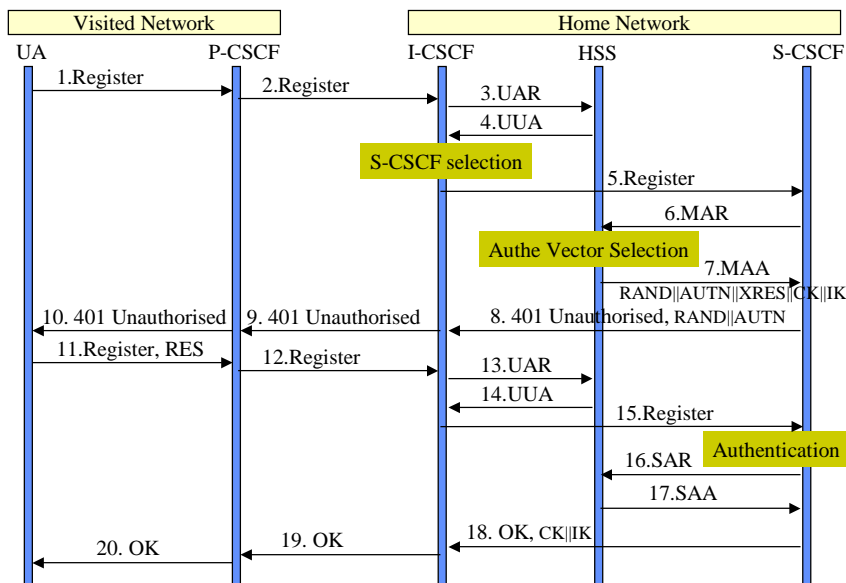 Visited Network
Home Network
UA
P-CSCF
I-CSCF
HSS
S-CSCF
1.Register
2.Register
3.UAR
4.UUA
S-CSCF selection
5.Register
6.MAR
Authe Vector Selection
7.MAA
RAND||AUTN||XRES||CK||IK
10. 401 Unauthorised
9. 401 Unauthorised
8. 401 Unauthorised, RAND||AUTN
11.Register, RES
12.Register
13.UAR
14.UUA
15.Register
Authentication
16.SAR
17.SAA
18. OK, CK||IK
19. OK
20. OK